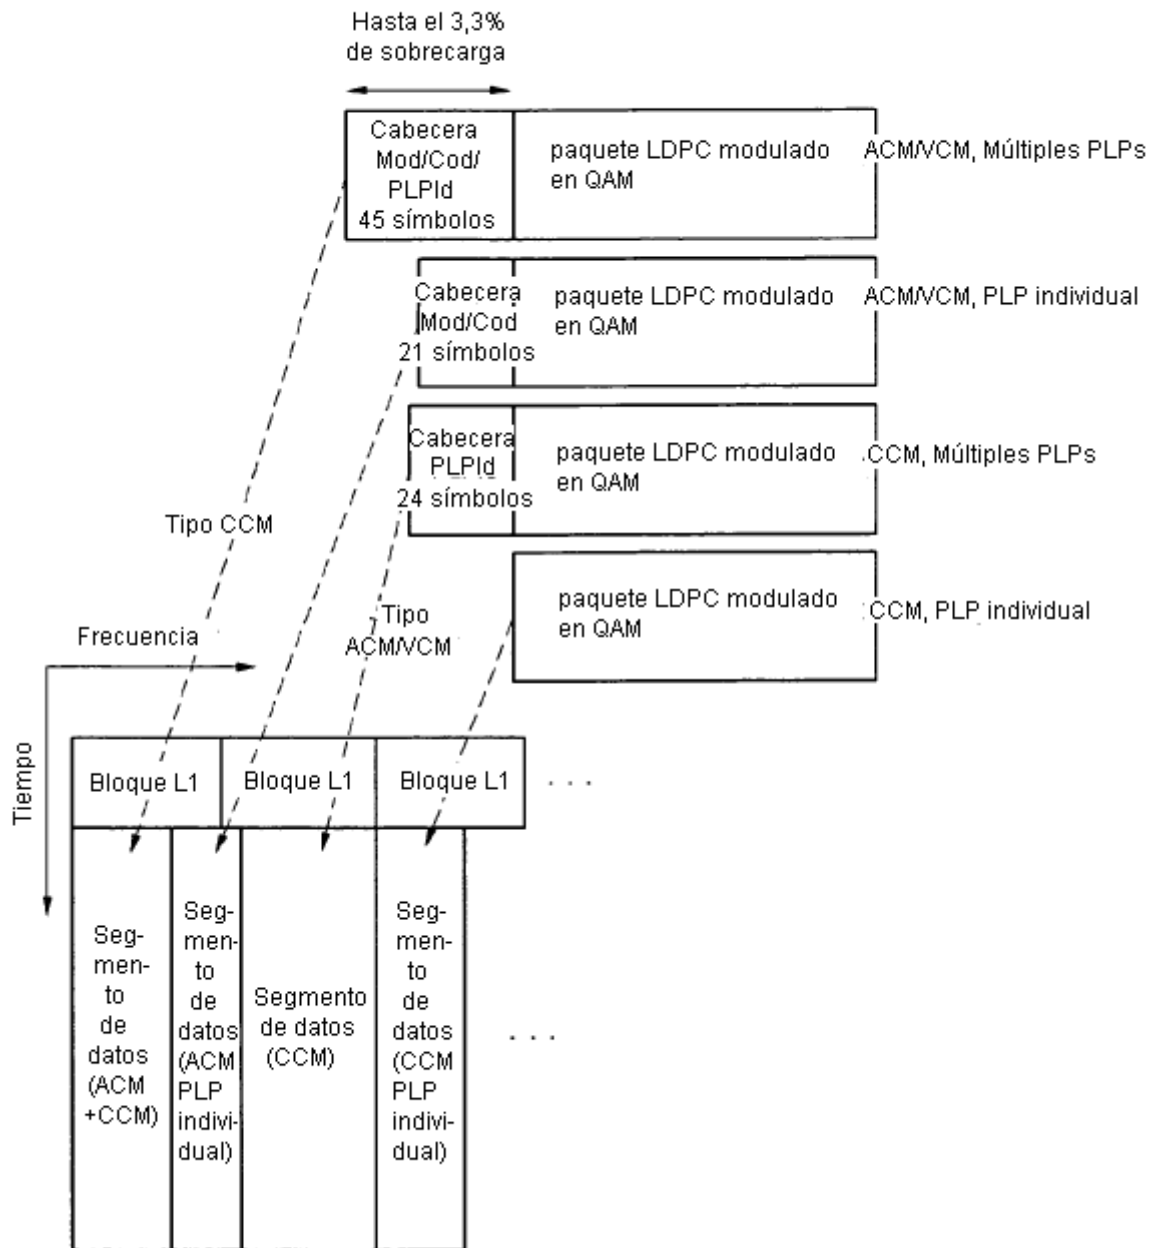 Hasta el 3,3%
de sobrecarga
Cabecera
Mod/Cod/
PLPId
45 símbolos
paquete LDPC modulado
en QAM
ACM/VCM, Múltiples PLPs
Cabecera
Mod/Cod
21 símbolos
paquete LDPC modulado
en QAM
ACM/VCM, PLP individual
Cabecera
PLPId
24 símbolos
paquete LDPC modulado
en QAM
CCM, Múltiples PLPs
Tipo CCM
paquete LDPC modulado
en QAM
CCM, PLP individual
Tipo
ACM/VCM
Frecuencia
Tiempo
Bloque L1
Bloque L1
Bloque L1
. . .
Seg-
men-
to
de
datos
(ACM
+CCM)
Seg-
men-
to
de
datos
(ACM
PLP
indivi-
dual)
Segmento
de datos
(CCM)
Seg-
men-
to
de
datos
(CCM
PLP
indivi-
dual)
. . .